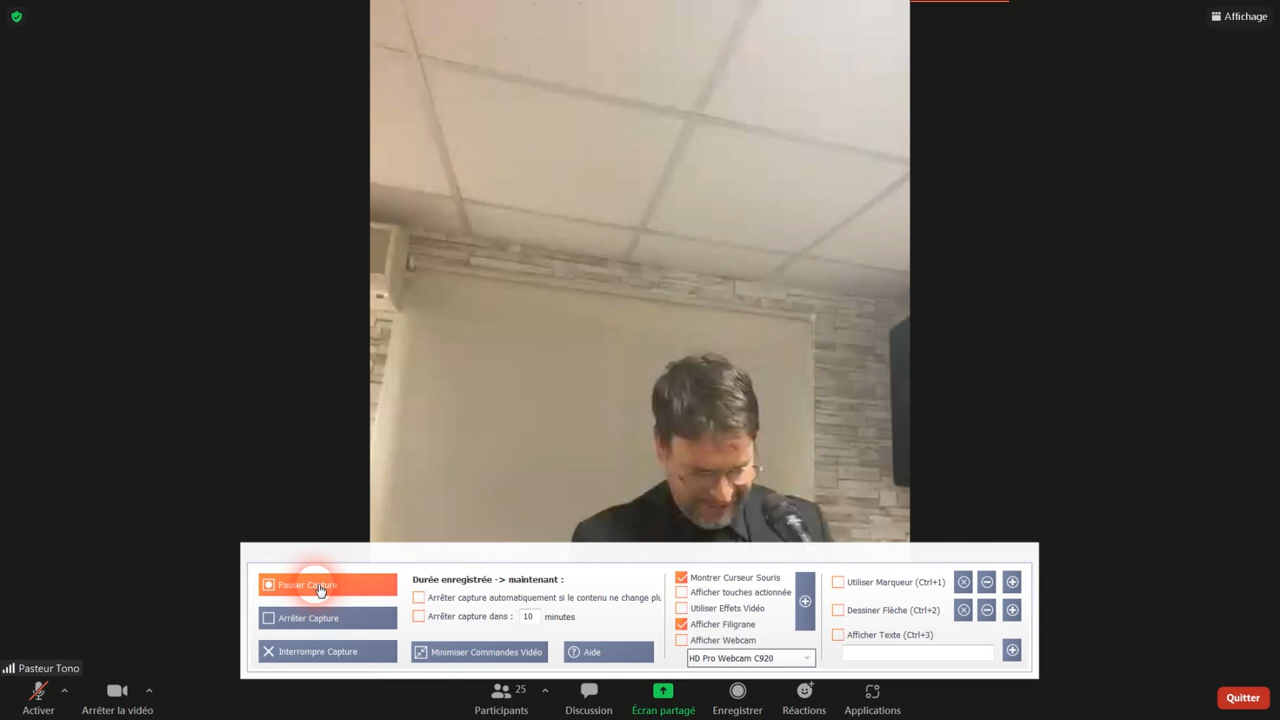 Affichage
Pauser Capture
Arrêter Capture
Interrompre Capture
Durée enregistrée -> maintenant :
Arrêter capture automatiquement si le contenu ne change plu
Arrêter capture dans : 10 minutes
Minimiser Commandes Vidéo
Aide
Montrer Curseur Souris
Afficher touches actionnée
Utiliser Effets Vidéo
Afficher Filigrane
Afficher Webcam
HD Pro Webcam C920
Utiliser Marqueur (Ctrl+1)
Dessiner Flèche (Ctrl+2)
Afficher Texte (Ctrl+3)
Pasteur Tono
Activer
Arrêter la vidéo
25
Participants
Discussion
Écran partagé
Enregistrer
Réactions
Applications
Quitter